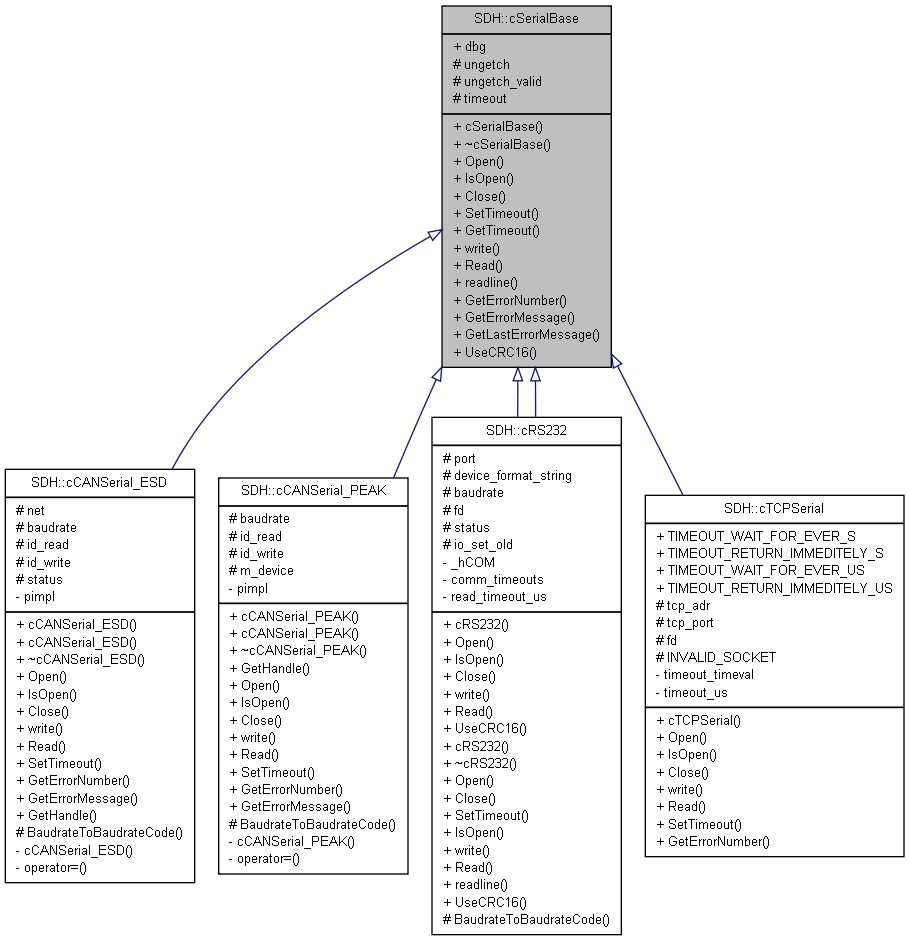 SDH::cSerialBase
+ dbg
# ungetch
# ungetch_valid
# timeout
+ cSerialBase()
+ ~cSerialBase()
+ Open()
+ IsOpen()
+ Close()
+ SetTimeout()
+ GetTimeout()
+ write()
+ Read()
+ readline()
+ GetErrorNumber()
+ GetErrorMessage()
+ GetLastErrorMessage()
+ UseCRC16()
SDH::cCANSerial_ESD
# net
# baudrate
# id_read
# id_write
# status
- pimpl
+ cCANSerial_ESD()
+ cCANSerial_ESD()
+ ~cCANSerial_ESD()
+ Open()
+ IsOpen()
+ Close()
+ write()
+ Read()
+ SetTimeout()
+ GetErrorNumber()
+ GetErrorMessage()
+ GetHandle()
# BaudrateToBaudrateCode()
- cCANSerial_ESD()
- operator=()
SDH::cCANSerial_PEAK
# baudrate
# id_read
# id_write
# m_device
- pimpl
+ cCANSerial_PEAK()
+ cCANSerial_PEAK()
+ ~cCANSerial_PEAK()
+ GetHandle()
+ Open()
+ IsOpen()
+ Close()
+ write()
+ Read()
+ SetTimeout()
+ GetErrorNumber()
+ GetErrorMessage()
# BaudrateToBaudrateCode()
- cCANSerial_PEAK()
- operator=()
SDH::cRS232
# port
# device_format_string
# baudrate
# fd
# status
# io_set_old
- _hCOM
- comm_timeouts
- read_timeout_us
+ cRS232()
+ Open()
+ IsOpen()
+ Close()
+ write()
+ Read()
+ UseCRC16()
+ cRS232()
+ ~cRS232()
+ Open()
+ Close()
+ SetTimeout()
+ IsOpen()
+ write()
+ Read()
+ readline()
+ UseCRC16()
# BaudrateToBaudrateCode()
SDH::cTCPSerial
+ TIMEOUT_WAIT_FOR_EVER_S
+ TIMEOUT_RETURN_IMMEDITELY_S
+ TIMEOUT_WAIT_FOR_EVER_US
+ TIMEOUT_RETURN_IMMEDITELY_US
# tcp_adr
# tcp_port
# fd
# INVALID_SOCKET
- timeout_timeval
- timeout_us
+ cTCPSerial()
+ Open()
+ IsOpen()
+ Close()
+ write()
+ Read()
+ SetTimeout()
+ GetErrorNumber()